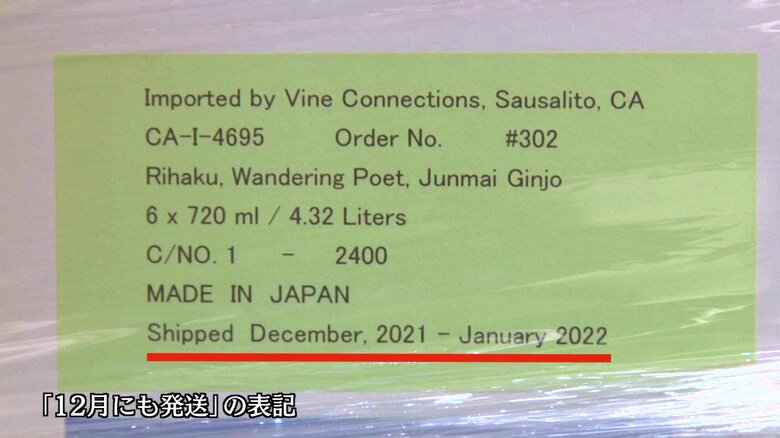 Imported by Vine Connections, Sausalito, CA
CA-I-4695 Order No. #302
Rihaku, Wandering Poet, Junmai Ginjo
6 x 720 ml / 4.32 Liters
C/NO. 1 - 2400
MADE IN JAPAN
Shipped December, 2021 - January 2022
「12月にも発送」の表記